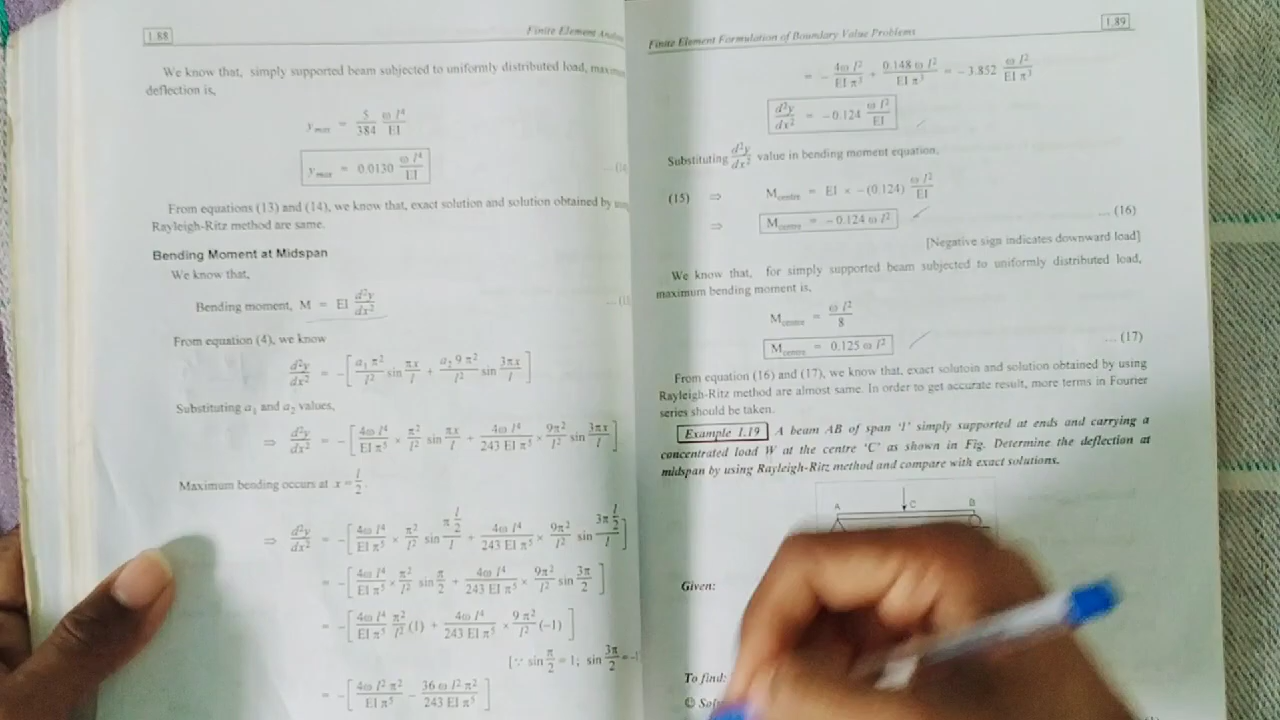 1.88
Finite Element
We know that, simply supported beam subjected to uniformly distributed load,
deflection is,
y max = 5/384 ω l⁴/EI
y max = 0.0130 ω l⁴/EI
From equations (13) and (14), we know that, exact solution and solution obtained by
Rayleigh-Ritz method are same.
Bending Moment at Midspan
We know that,
Bending moment, M = EI d²y/dx²
From equation (4), we know
d²y/dx² = −[a₁ π²/l² sin πx/l + a₂ 9 π²/l² sin 3πx/l]
Substituting a₁ and a₂ values,
⇒ d²y/dx² = −[4ω l⁴/EI π⁵ × π²/l² sin πx/l + 4ω l⁴/243 EI π⁵ × 9π²/l² sin 3πx/l]
Maximum bending occurs at x = l/2.
⇒ d²y/dx² = −[4ω l⁴/EI π⁵ × π²/l² sin π l/2 / l + 4ω l⁴/243 EI π⁵ × 9π²/l² sin 3π l/2 / l]
= −[4ω l⁴/EI π⁵ × π²/l² sin π/2 + 4ω l⁴/243 EI π⁵ × 9π²/l² sin 3π/2]
= −[4ω l⁴/EI π⁵ π²/l² (1) + 4ω l⁴/243 EI π⁵ × 9 π²/l² (−1)]
[∵ sin π/2 = 1; sin 3π/2 =
= −[4ω l² π²/EI π⁵ − 36 ω l² π²/243 EI π⁵]
1.89
Finite Element Formulation of Boundary Value Problems
= − 4ω l²/EI π³ + 0.148 ω l²/EI π³ = −3.852 ω l²/EI π³
d²y/dx² = −0.124 ω l²/EI
Substituting d²y/dx² value in bending moment equation,
(15) ⇒ M centre = EI × −(0.124) ω l²/EI
⇒ M centre = −0.124 ω l² ... (16)
[Negative sign indicates downward load]
We know that, for simply supported beam subjected to uniformly distributed load,
maximum bending moment is,
M centre = ω l²/8
M centre = 0.125 ω l² ... (17)
From equation (16) and (17), we know that, exact solutoin and solution obtained by using
Rayleigh-Ritz method are almost same. In order to get accurate result, more terms in Fourier
series should be taken.
Example 1.19 A beam AB of span 'l' simply supported at ends and carrying a
concentrated load W at the centre 'C' as shown in Fig. Determine the deflection at
midspan by using Rayleigh-Ritz method and compare with exact solutions.
A C B
Given:
To find: